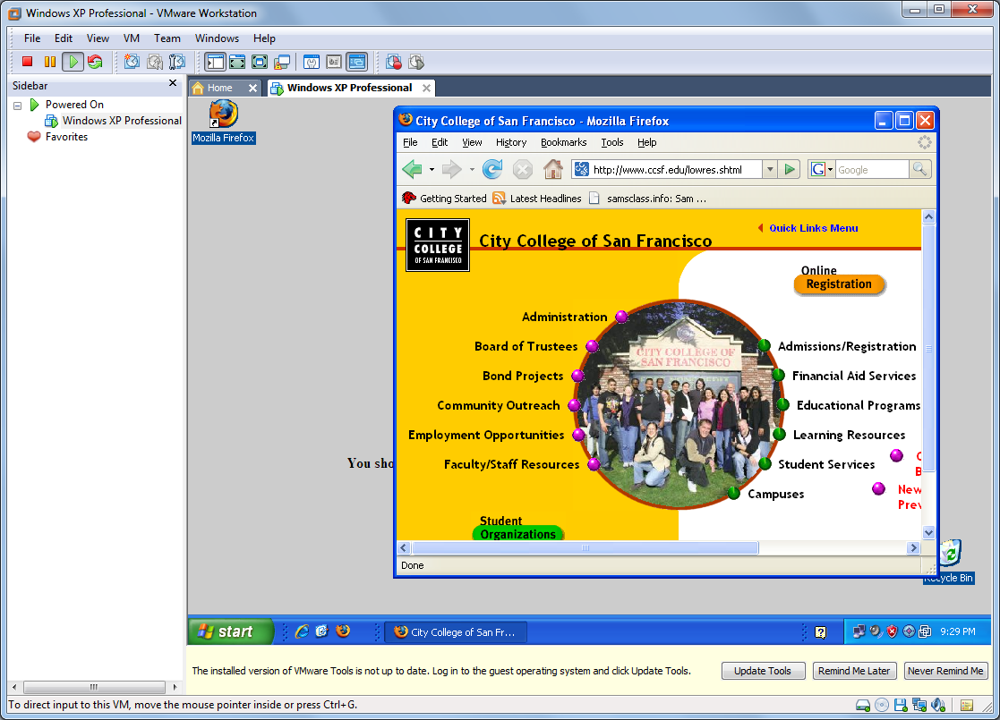 Windows XP Professional - VMware Workstation
File Edit View VM Team Windows Help
Sidebar
Powered On
Windows XP Professional
Favorites
Home
Windows XP Professional
Mozilla Firefox
City College of San Francisco - Mozilla Firefox
File Edit View History Bookmarks Tools Help
http://www.ccsf.edu/lowres.shtml
G Google
Getting Started Latest Headlines samsclass.info: Sam ...
CITY
COLLEGE
OF SAN FRANCISCO
City College of San Francisco
Quick Links Menu
Online
Registration
Administration
Board of Trustees
Bond Projects
Community Outreach
Employment Opportunities
Faculty/Staff Resources
CITY COLLEGE OF
SAN FRANCISCO
Admissions/Registration
Financial Aid Services
Educational Programs
Learning Resources
Student Services
Campuses
New
Prev
Student
Organizations
You sho
Done
Recycle Bin
start
City College of San Fr...
9:29 PM
The installed version of VMware Tools is not up to date. Log in to the guest operating system and click Update Tools.
Update Tools Remind Me Later Never Remind Me
To direct input to this VM, move the mouse pointer inside or press Ctrl+G.